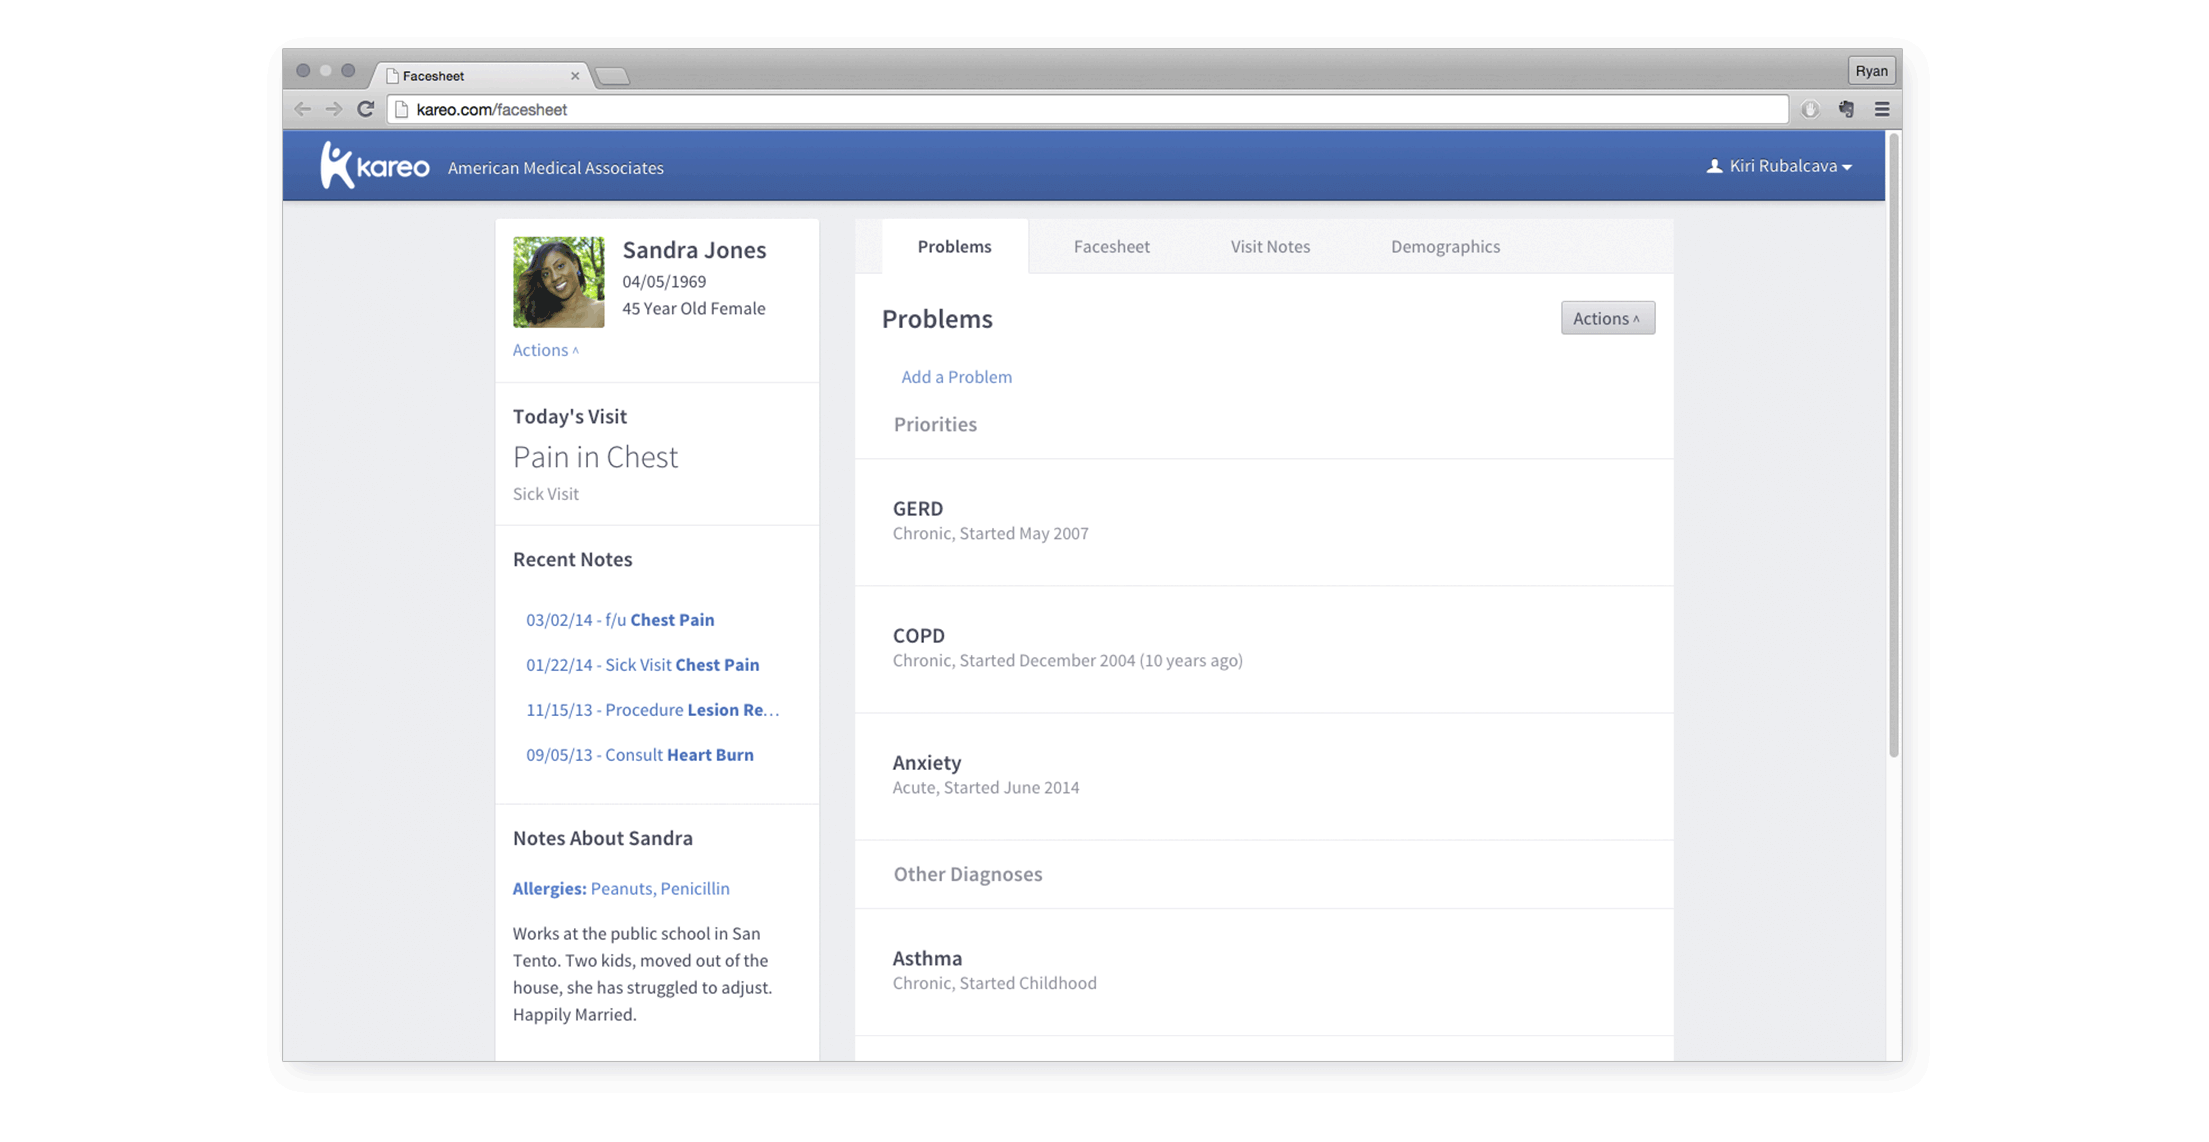 Facesheet
Ryan
kareo.com/facesheet
kareo American Medical Associates
Kiri Rubalcava
Sandra Jones
04/05/1969
45 Year Old Female
Actions ^
Today's Visit
Pain in Chest
Sick Visit
Recent Notes
03/02/14 - f/u Chest Pain
01/22/14 - Sick Visit Chest Pain
11/15/13 - Procedure Lesion Re…
09/05/13 - Consult Heart Burn
Notes About Sandra
Allergies: Peanuts, Penicillin
Works at the public school in San
Tento. Two kids, moved out of the
house, she has struggled to adjust.
Happily Married.
Problems Facesheet Visit Notes Demographics
Problems
Actions ^
Add a Problem
Priorities
GERD
Chronic, Started May 2007
COPD
Chronic, Started December 2004 (10 years ago)
Anxiety
Acute, Started June 2014
Other Diagnoses
Asthma
Chronic, Started Childhood